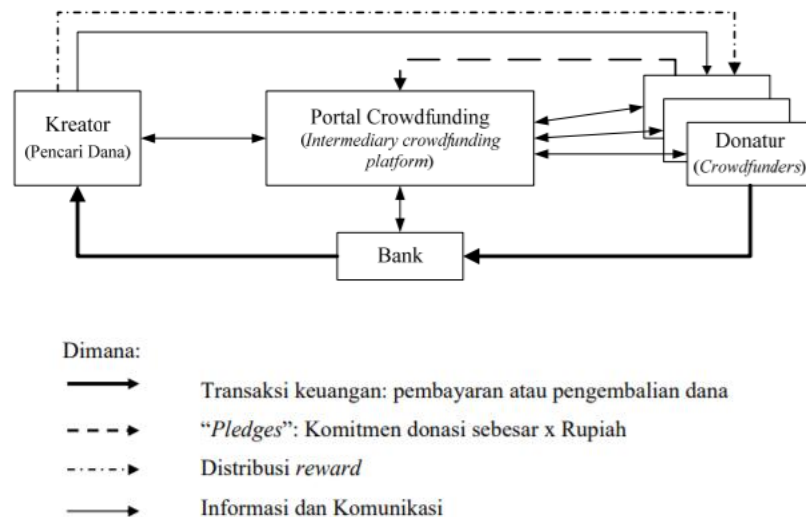 Kreator
(Pencari Dana)
Portal Crowdfunding
(Intermediary crowdfunding
platform)
Donatur
(Crowdfunders)
Bank
Dimana:
Transaksi keuangan: pembayaran atau pengembalian dana
“Pledges”: Komitmen donasi sebesar x Rupiah
Distribusi reward
Informasi dan Komunikasi